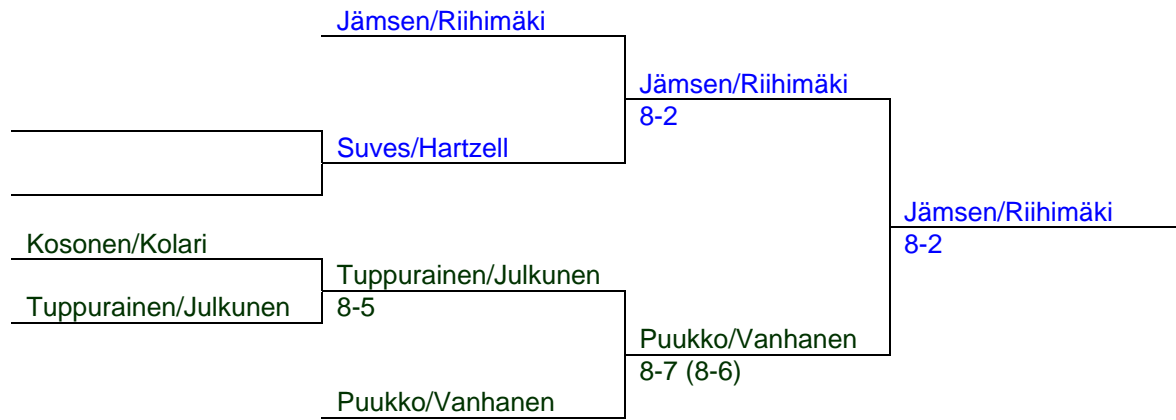 Jämsen/Riihimäki
Jämsen/Riihimäki
8-2
Suves/Hartzell
Jämsen/Riihimäki
8-2
Kosonen/Kolari
Tuppurainen/Julkunen
8-5
Tuppurainen/Julkunen
Puukko/Vanhanen
8-7 (8-6)
Puukko/Vanhanen